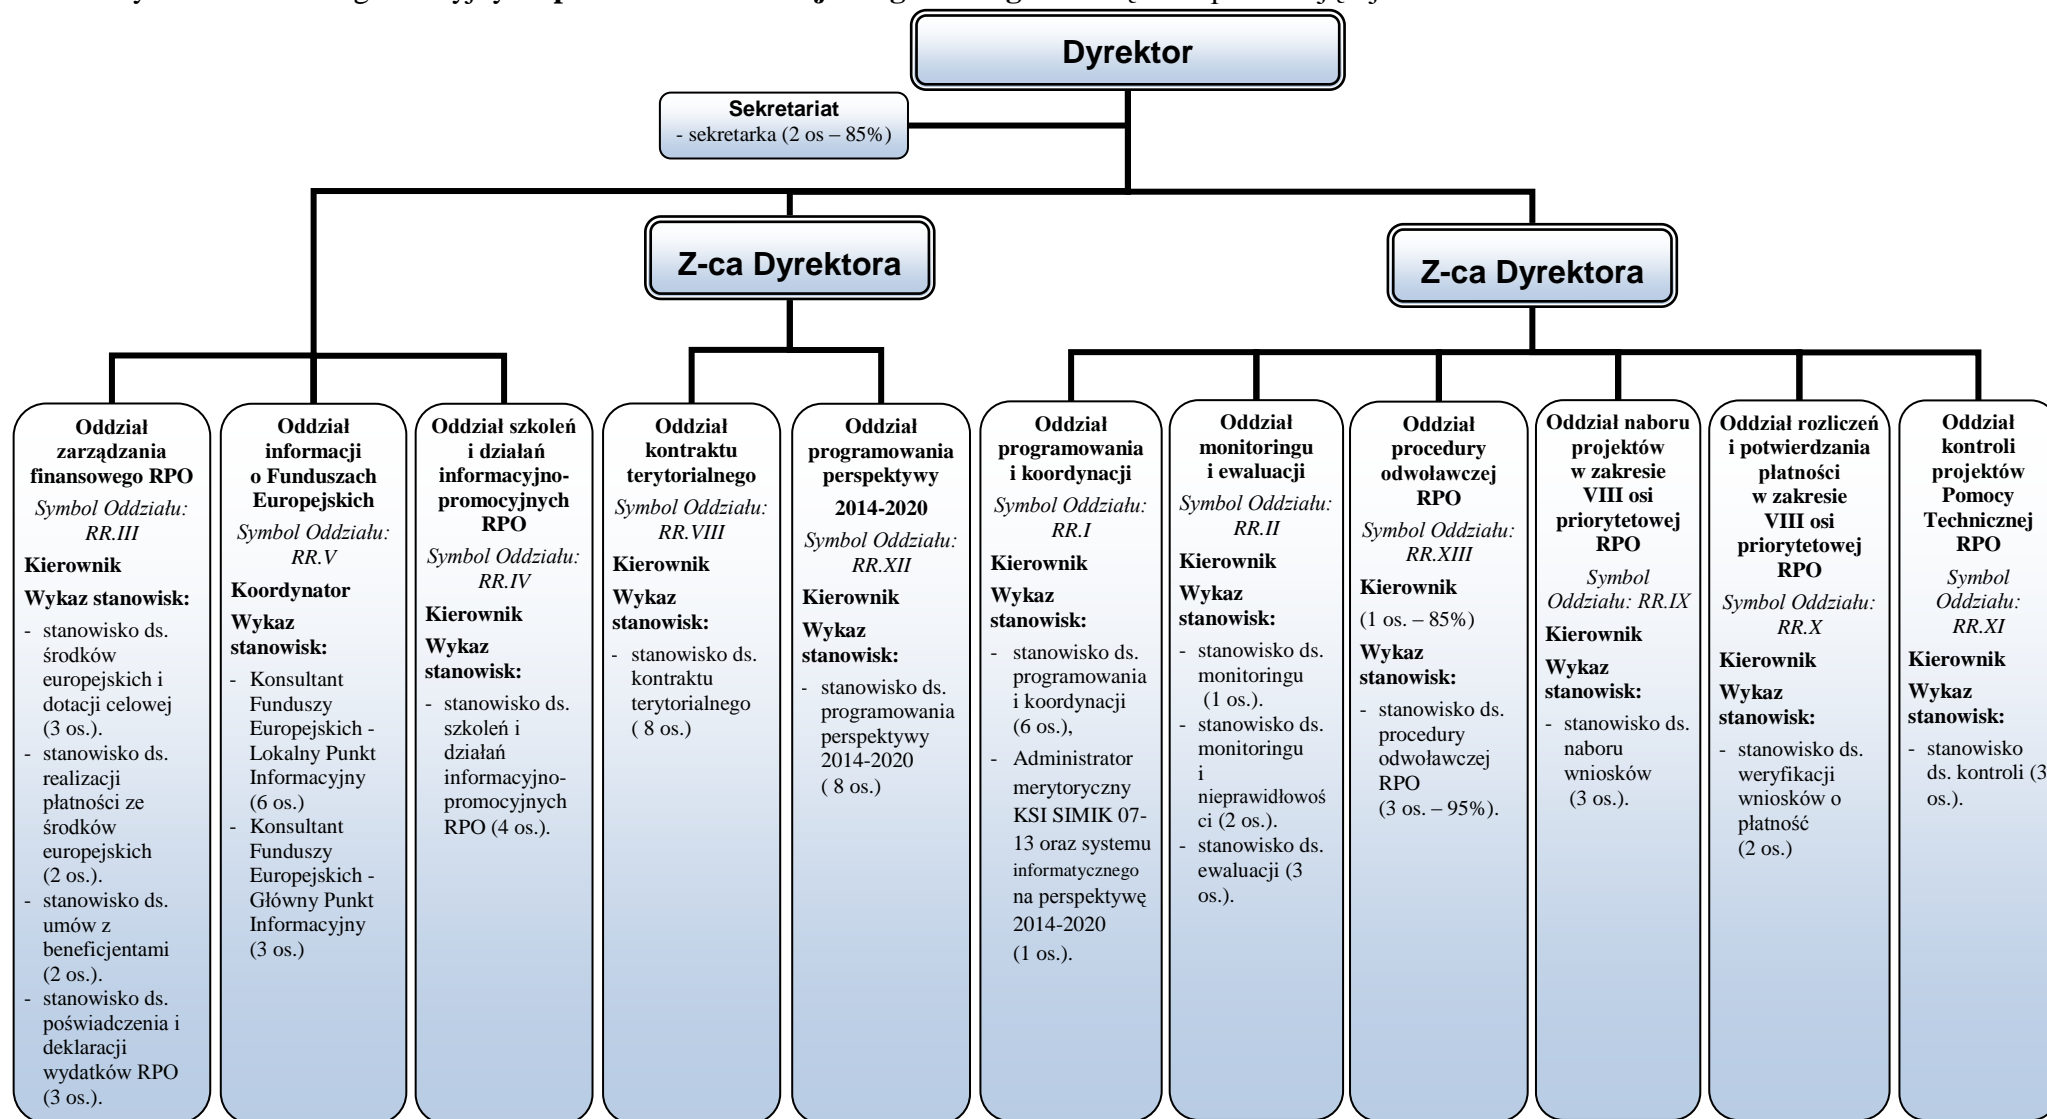 Dyrektor
Sekretariat
- sekretarka (2 os – 85%)
Z-ca Dyrektora
Z-ca Dyrektora
Oddział
zarządzania
finansowego RPO
Symbol Oddziału:
RR.III
Kierownik
Wykaz stanowisk:
- stanowisko ds.
środków
europejskich i
dotacji celowej
(3 os.).
- stanowisko ds.
realizacji
płatności ze
środków
europejskich
(2 os.).
- stanowisko ds.
umów z
beneficjentami
(2 os.).
- stanowisko ds.
poświadczenia i
deklaracji
wydatków RPO
(3 os.).
Oddział
informacji
o Funduszach
Europejskich
Symbol Oddziału:
RR.V
Koordynator
Wykaz
stanowisk:
- Konsultant
Funduszy
Europejskich -
Lokalny Punkt
Informacyjny
(6 os.)
- Konsultant
Funduszy
Europejskich -
Główny Punkt
Informacyjny
(3 os.)
Oddział szkoleń
i działań
informacyjno-
promocyjnych
RPO
Symbol Oddziału:
RR.IV
Kierownik
Wykaz
stanowisk:
- stanowisko ds.
szkoleń i
działań
informacyjno-
promocyjnych
RPO (4 os.).
Oddział
kontraktu
terytorialnego
Symbol Oddziału:
RR.VIII
Kierownik
Wykaz
stanowisk:
- stanowisko ds.
kontraktu
terytorialnego
( 8 os.)
Oddział
programowania
perspektywy
2014-2020
Symbol Oddziału:
RR.XII
Kierownik
Wykaz
stanowisk:
- stanowisko ds.
programowania
perspektywy
2014-2020
( 8 os.)
Oddział
programowania
i koordynacji
Symbol Oddziału:
RR.I
Kierownik
Wykaz
stanowisk:
- stanowisko ds.
programowania
i koordynacji
(6 os.),
- Administrator
merytoryczny
KSI SIMIK 07-
13 oraz systemu
informatycznego
na perspektywę
2014-2020
(1 os.).
Oddział
monitoringu
i ewaluacji
Symbol Oddziału:
RR.II
Kierownik
Wykaz
stanowisk:
- stanowisko ds.
monitoringu
(1 os.).
- stanowisko ds.
monitoringu
i
nieprawidłowoś
ci (2 os.).
- stanowisko ds.
ewaluacji (3
os.).
Oddział
procedury
odwoławczej
RPO
Symbol Oddziału:
RR.XIII
Kierownik
(1 os. – 85%)
Wykaz
stanowisk:
- stanowisko ds.
procedury
odwoławczej
RPO
(3 os. – 95%).
Oddział naboru
projektów
w zakresie
VIII osi
priorytetowej
RPO
Symbol
Oddziału: RR.IX
Kierownik
Wykaz
stanowisk:
- stanowisko ds.
naboru
wniosków
(3 os.).
Oddział rozliczeń
i potwierdzania
płatności
w zakresie
VIII osi
priorytetowej
RPO
Symbol Oddziału:
RR.X
Kierownik
Wykaz
stanowisk:
- stanowisko ds.
weryfikacji
wniosków o
płatność
(2 os.)
Oddział
kontroli
projektów
Pomocy
Technicznej
RPO
Symbol
Oddziału:
RR.XI
Kierownik
Wykaz
stanowisk:
- stanowisko
ds. kontroli (3
os.).